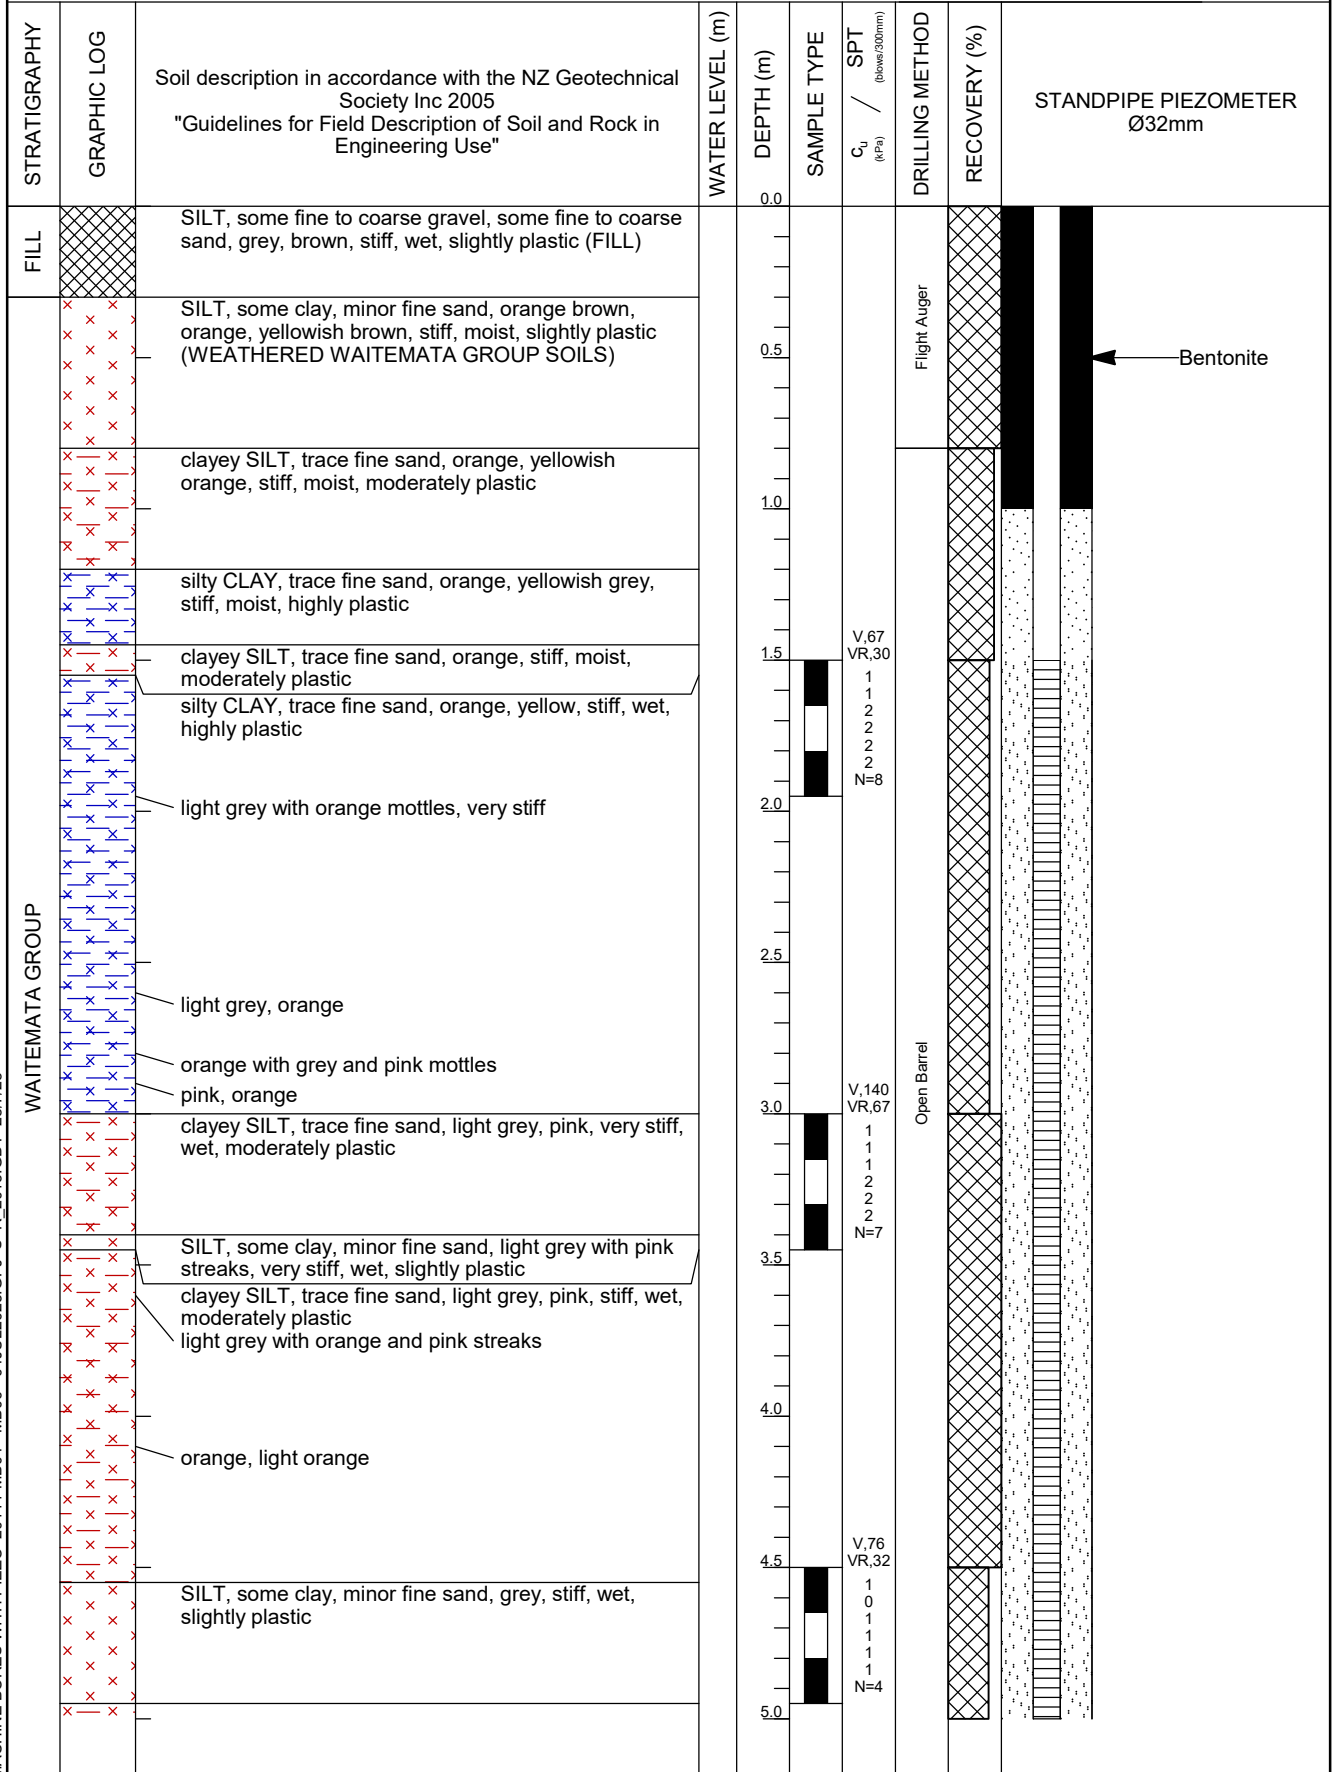 STRATIGRAPHY
GRAPHIC LOG
Soil description in accordance with the NZ Geotechnical
Society Inc 2005
"Guidelines for Field Description of Soil and Rock in
Engineering Use"
WATER LEVEL (m)
DEPTH (m)
SAMPLE TYPE
SPT (blows/300mm)
/
cu (kPa)
DRILLING METHOD
RECOVERY (%)
STANDPIPE PIEZOMETER
Ø32mm
0.0
FILL
SILT, some fine to coarse gravel, some fine to coarse
sand, grey, brown, stiff, wet, slightly plastic (FILL)
WAITEMATA GROUP
SILT, some clay, minor fine sand, orange brown,
orange, yellowish brown, stiff, moist, slightly plastic
(WEATHERED WAITEMATA GROUP SOILS)
0.5
Flight Auger
Bentonite
clayey SILT, trace fine sand, orange, yellowish
orange, stiff, moist, moderately plastic
1.0
silty CLAY, trace fine sand, orange, yellowish grey,
stiff, moist, highly plastic
V,67
VR,30
1.5
clayey SILT, trace fine sand, orange, stiff, moist,
moderately plastic
silty CLAY, trace fine sand, orange, yellow, stiff, wet,
highly plastic
1
1
2
2
2
2
N=8
light grey with orange mottles, very stiff
2.0
2.5
light grey, orange
orange with grey and pink mottles
pink, orange
Open Barrel
V,140
VR,67
3.0
clayey SILT, trace fine sand, light grey, pink, very stiff,
wet, moderately plastic
1
1
1
2
2
2
N=7
SILT, some clay, minor fine sand, light grey with pink
streaks, very stiff, wet, slightly plastic
3.5
clayey SILT, trace fine sand, light grey, pink, stiff, wet,
moderately plastic
light grey with orange and pink streaks
4.0
orange, light orange
V,76
VR,32
4.5
SILT, some clay, minor fine sand, grey, stiff, wet,
slightly plastic
1
0
1
1
1
1
N=4
5.0